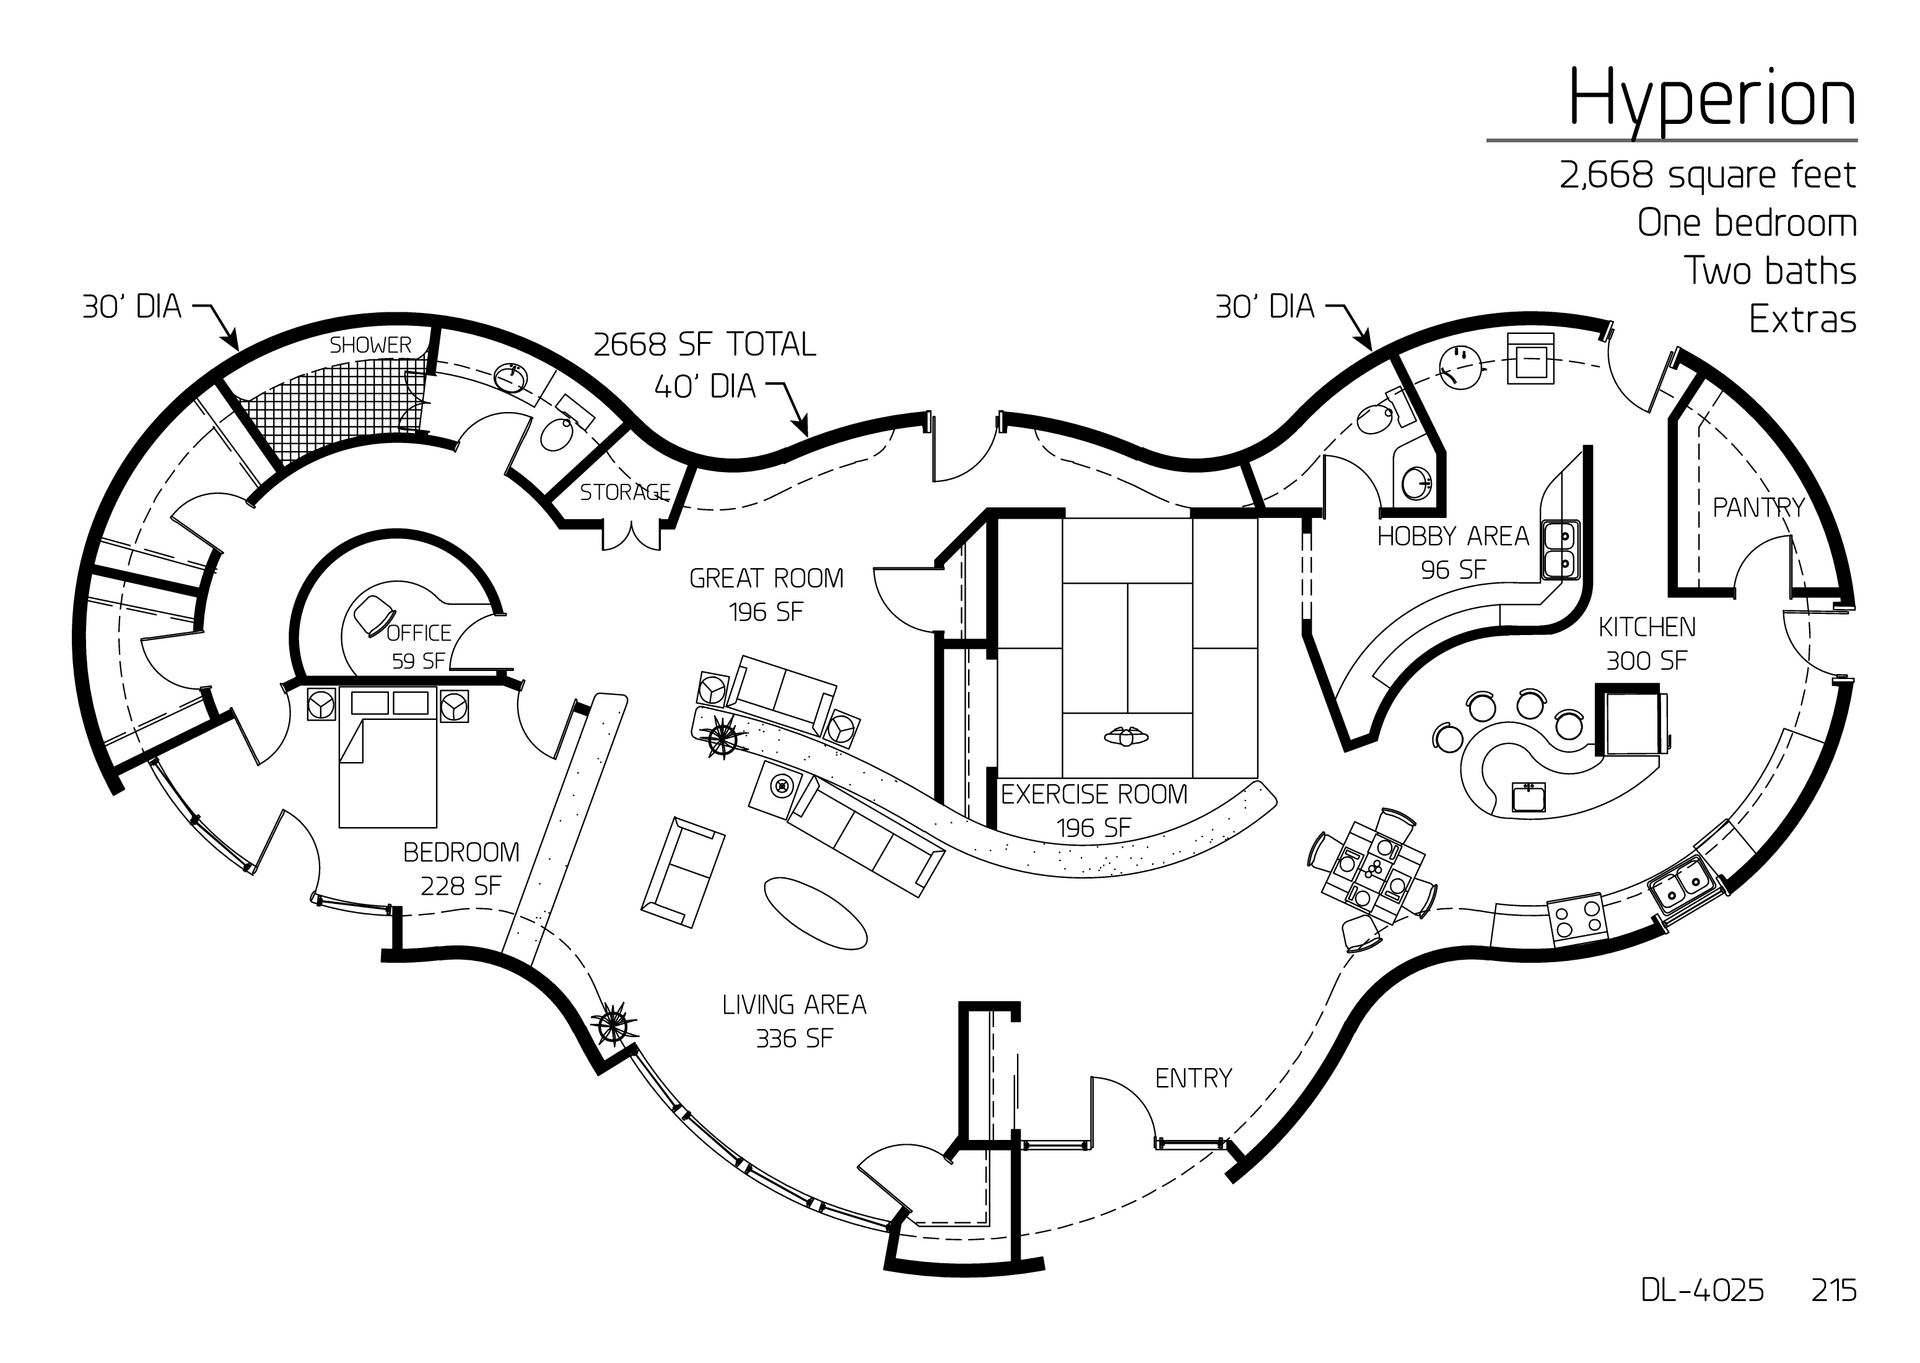 Hyperion
2,668 square feet
One bedroom
Two baths
Extras
30' DIA
30' DIA
2668 SF TOTAL
40' DIA
SHOWER
STORAGE
PANTRY
HOBBY AREA
96 SF
GREAT ROOM
196 SF
OFFICE
59 SF
KITCHEN
300 SF
EXERCISE ROOM
196 SF
BEDROOM
228 SF
LIVING AREA
336 SF
ENTRY
DL-4025 215